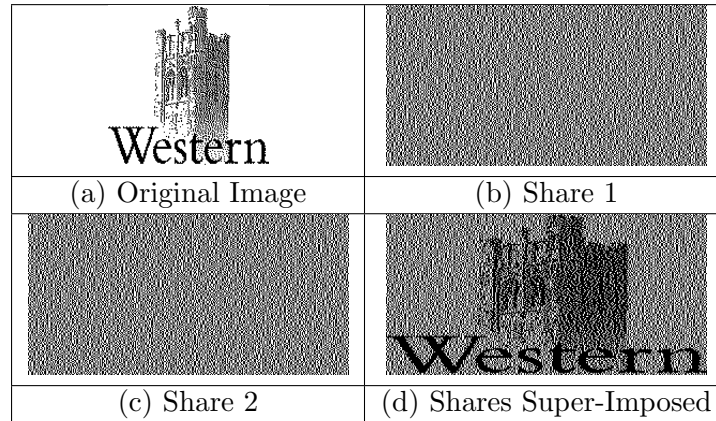 Western
(a) Original Image
(b) Share 1
Western
(c) Share 2
(d) Shares Super-Imposed